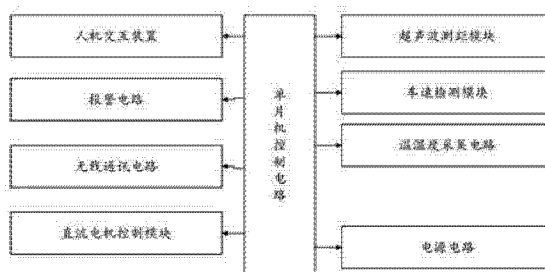 人机交互装置
报警电路
无线通讯电路
直流电机控制模块
单片机控制电路
超声波测距模块
车速检测模块
温湿度采集电路
电源电路